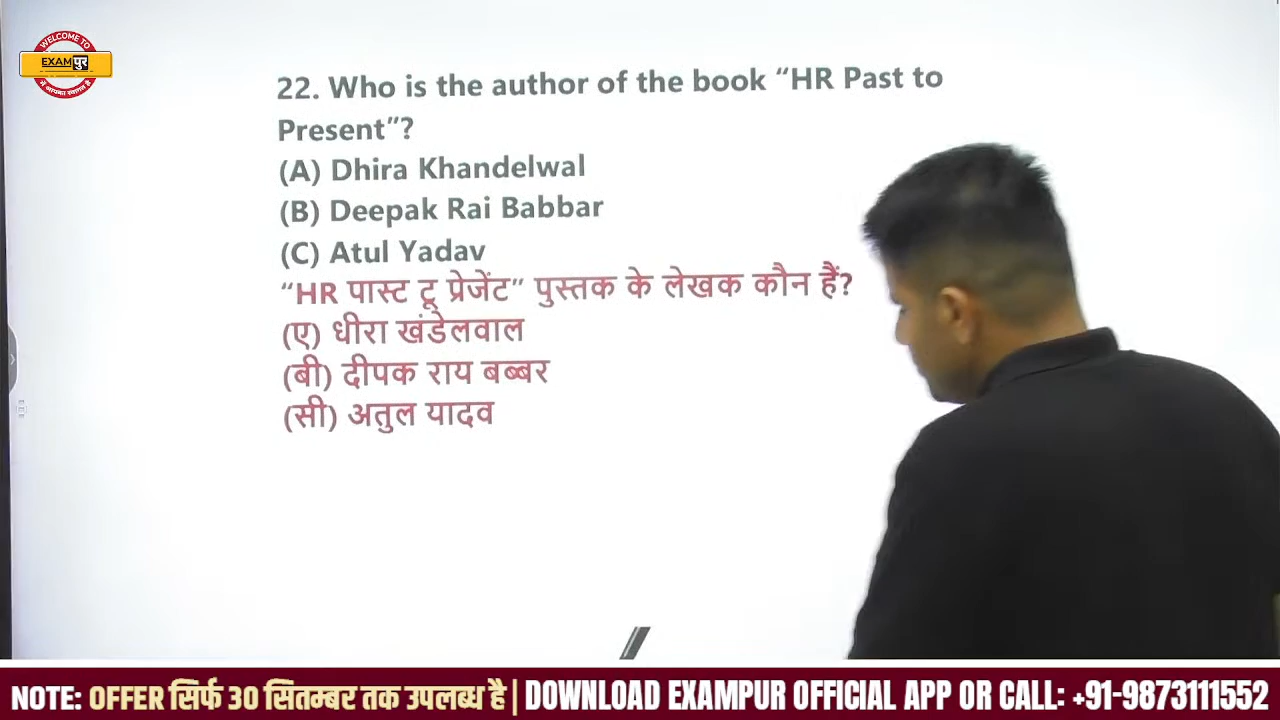 WELCOME TO
EXAMपुर
में आपका स्वागत है
22. Who is the author of the book “HR Past to
Present”?
(A) Dhira Khandelwal
(B) Deepak Rai Babbar
(C) Atul Yadav
“HR पास्ट टू प्रेजेंट” पुस्तक के लेखक कौन हैं?
(ए) धीरा खंडेलवाल
(बी) दीपक राय बब्बर
(सी) अतुल यादव
NOTE: OFFER सिर्फ 30 सितम्बर तक उपलब्ध है | DOWNLOAD EXAMPUR OFFICIAL APP OR CALL: +91-9873111552